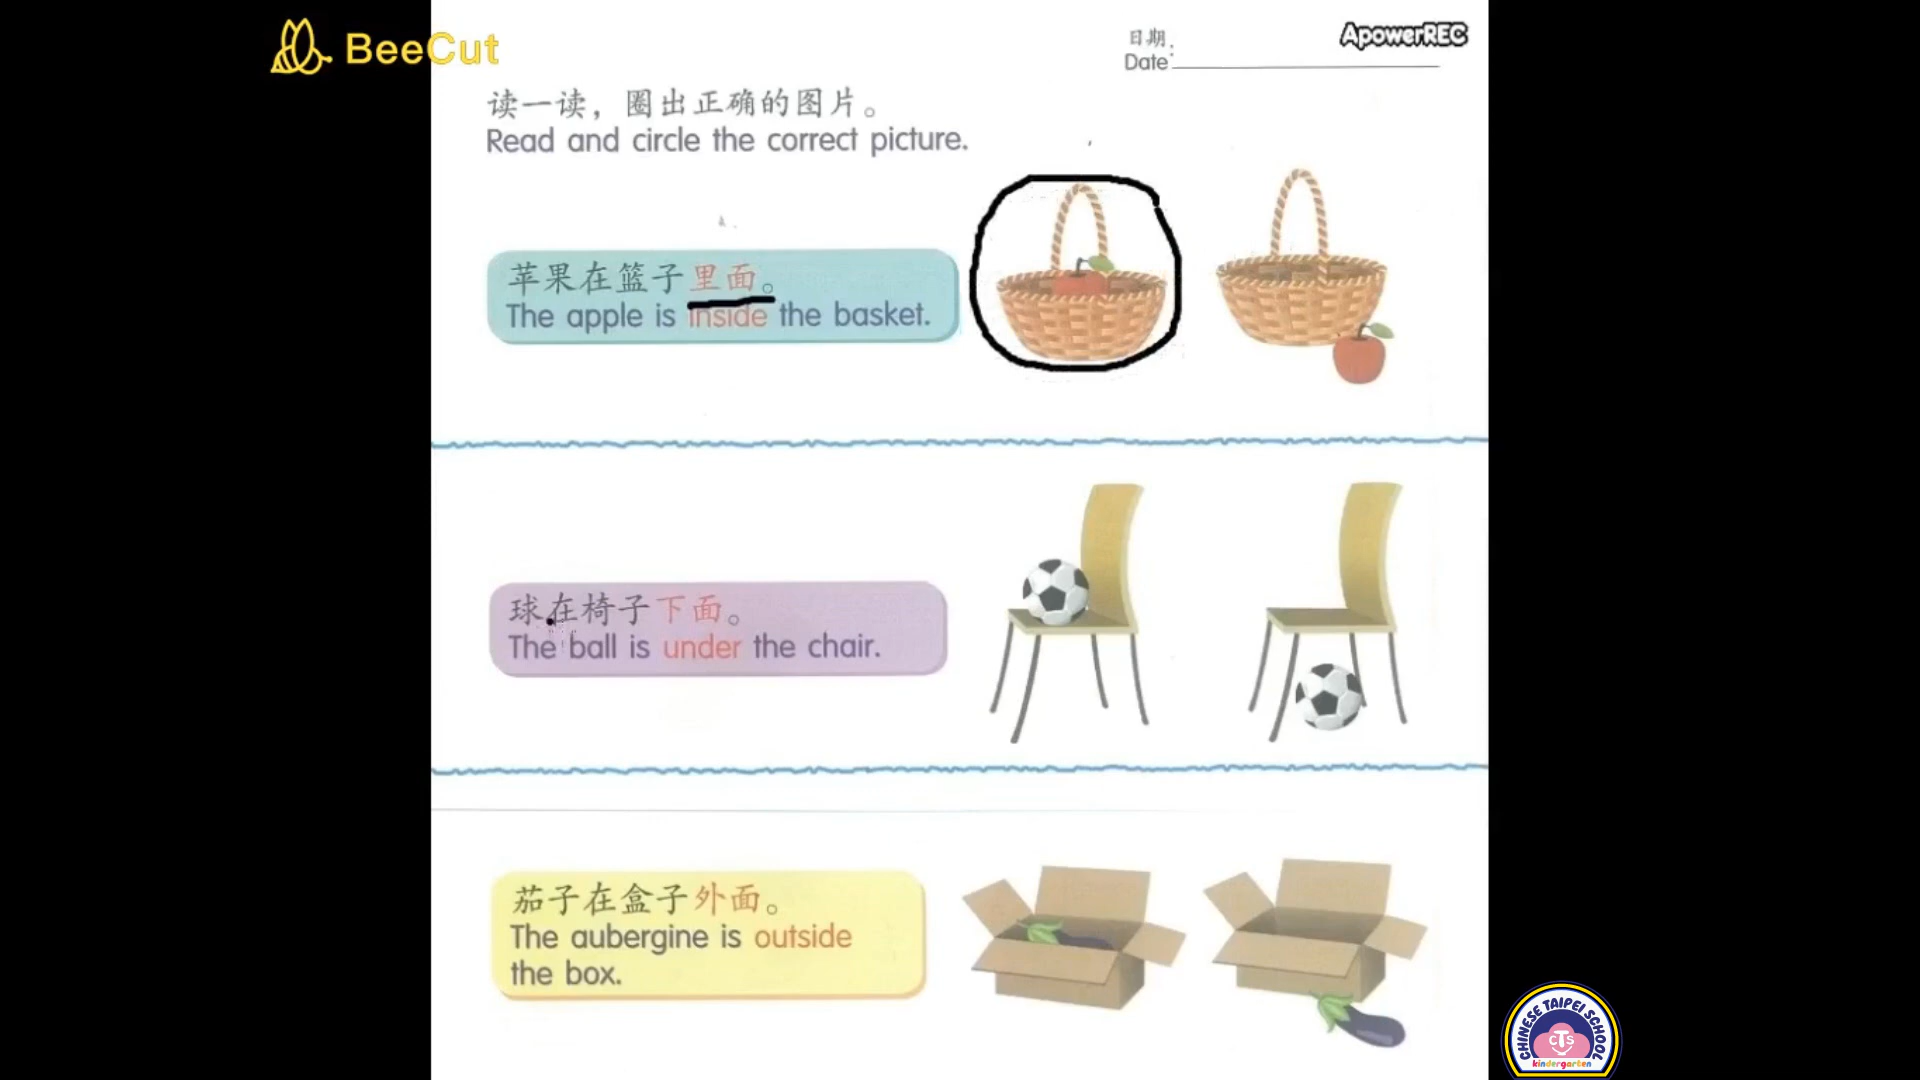 BeeCut
日期:
Date
ApowerREC
读一读，圈出正确的图片。
Read and circle the correct picture.
苹果在篮子里面。
The apple is inside the basket.
球在椅子下面。
The ball is under the chair.
茄子在盒子外面。
The aubergine is outside
the box.
CHINESE TAIPEI SCHOOL
CTS
kindergarten